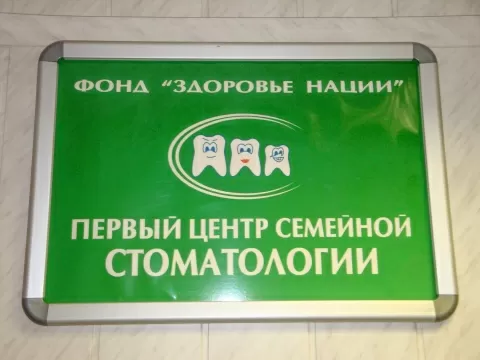 ФОНД "ЗДОРОВЬЕ НАЦИИ"
ПЕРВЫЙ ЦЕНТР СЕМЕЙНОЙ
СТОМАТОЛОГИИ